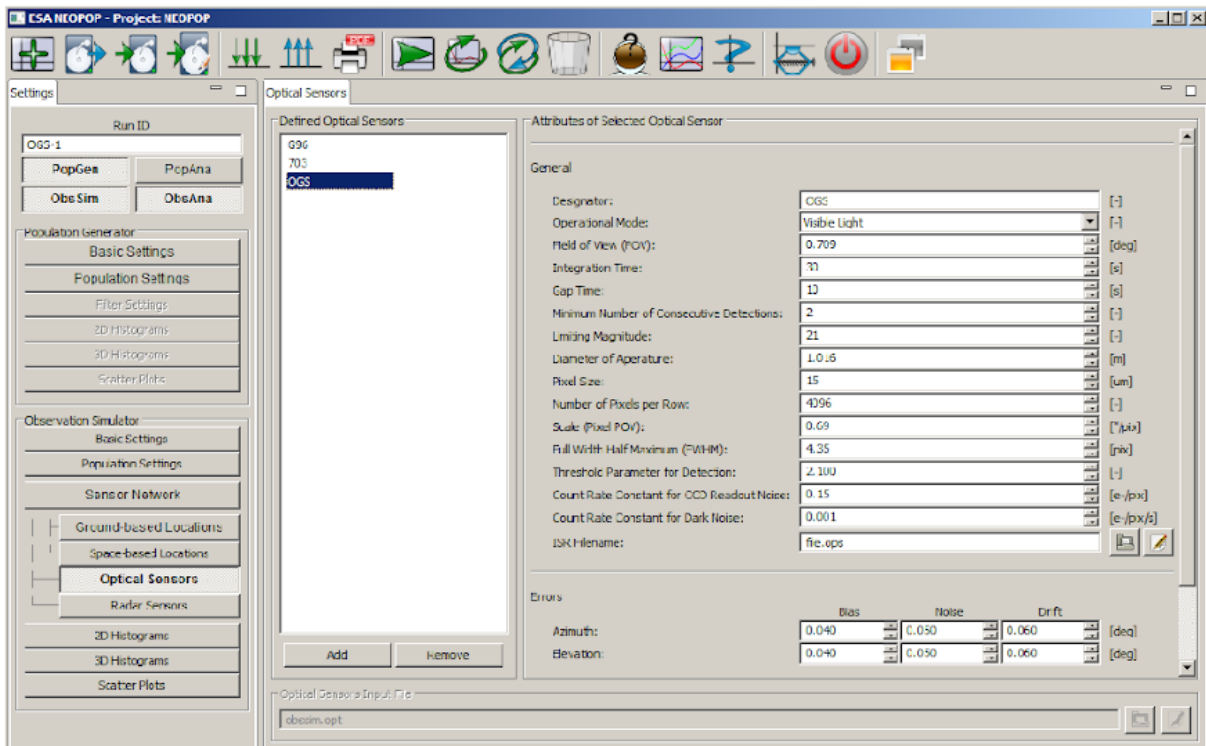 ESA NEOPOP - Project: NEOPOP
Settings
Run ID
OGS-1
PopGen PopAna
ObsSim ObsAna
Population Generator
Basic Settings
Population Settings
Filter Settings
2D Histograms
3D Histograms
Scatter Plots
Observation Simulator
Basic Settings
Population Settings
Sensor Network
Ground-based Locations
Space-based Locations
Optical Sensors
Radar Sensors
2D Histograms
3D Histograms
Scatter Plots
Optical Sensors
Defined Optical Sensors
G96
703
OGS
Add Remove
Attributes of Selected Optical Sensor
General
Designator: OGS [-]
Operational Mode: Visible Light [-]
Field of View (FOV): 0.709 [deg]
Integration Time: 30 [s]
Gap Time: 10 [s]
Minimum Number of Consecutive Detections: 2 [-]
Limiting Magnitude: 21 [-]
Diameter of Aperature: 1.016 [m]
Pixel Size: 15 [um]
Number of Pixels per Row: 4096 [-]
Scale (Pixel FOV): 0.69 ["/pix]
Full Width Half Maximum (FWHM): 4.35 [pix]
Threshold Parameter for Detection: 2.100 [-]
Count Rate Constant for CCD Readout Noise: 0.15 [e-/px]
Count Rate Constant for Dark Noise: 0.001 [e-/px/s]
ISR Filename:
Errors
Bias Noise Drift
Azimuth: 0.040 0.050 0.060 [deg]
Elevation: 0.040 0.050 0.060 [deg]
Optical Sensors Input File
obssim.opt